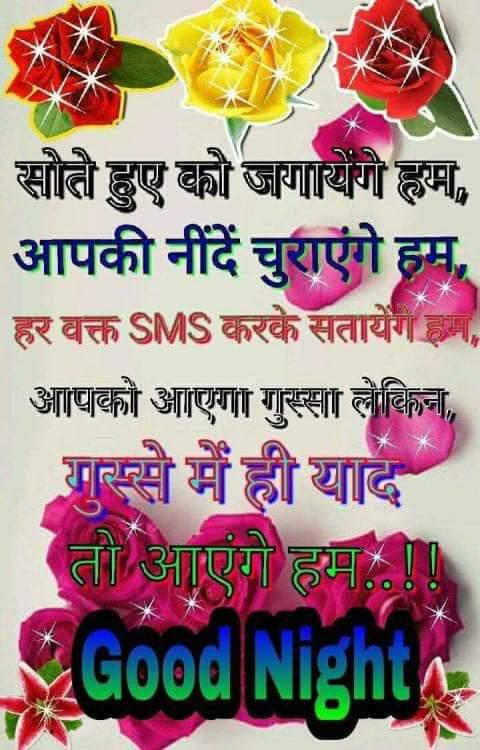 सोते हुए को जगायेंगे हम,
आपकी नींदें चुराएंगे हम,
हर वक्त SMS करके सतायेंगे हम,
आपको आएगा गुस्सा लेकिन,
गुस्से में ही याद
तो आएंगे हम..!!
Good Night